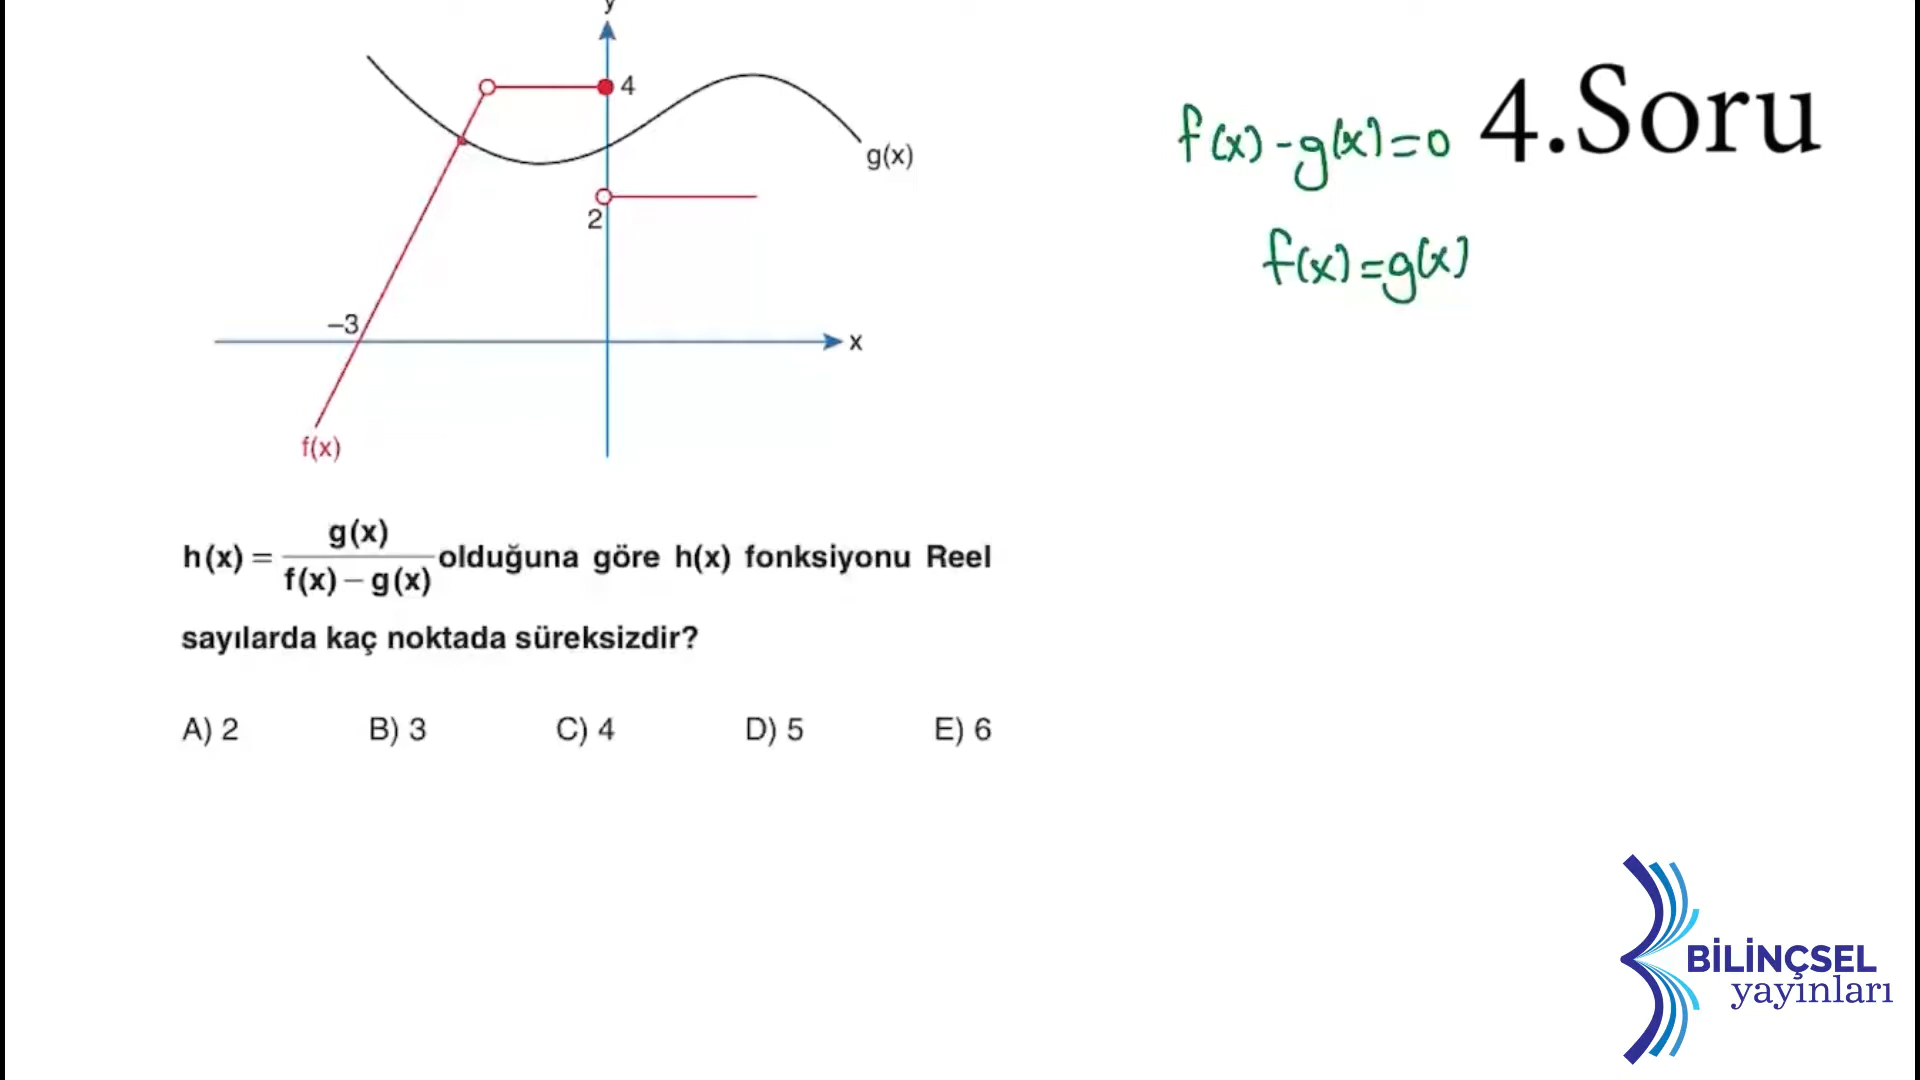 y
4
4.Soru
f(x)-g(x)=0
g(x)
2
f(x)=g(x)
–3
x
f(x)
h(x) = g(x) / f(x) – g(x) olduğuna göre h(x) fonksiyonu Reel
sayılarda kaç noktada süreksizdir?
A) 2 B) 3 C) 4 D) 5 E) 6
BİLİNÇSEL
yayınları